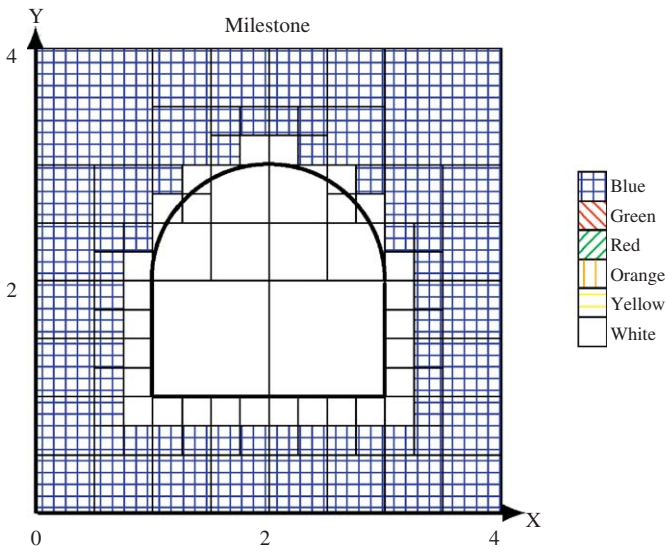 Milestone
Y
4
2
0
2
4
X
Blue
Green
Red
Orange
Yellow
White